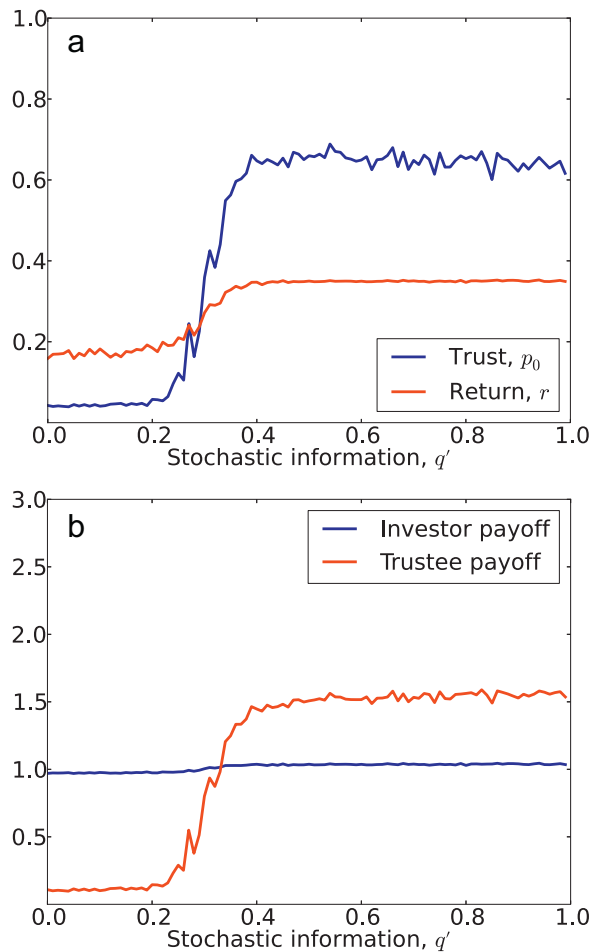 a
1.0
0.8
0.6
0.4
0.2
Trust, p₀
Return, r
0.0 0.2 0.4 0.6 0.8 1.0
Stochastic information, q′
b
3.0
2.5
2.0
1.5
1.0
0.5
Investor payoff
Trustee payoff
0.0 0.2 0.4 0.6 0.8 1.0
Stochastic information, q′